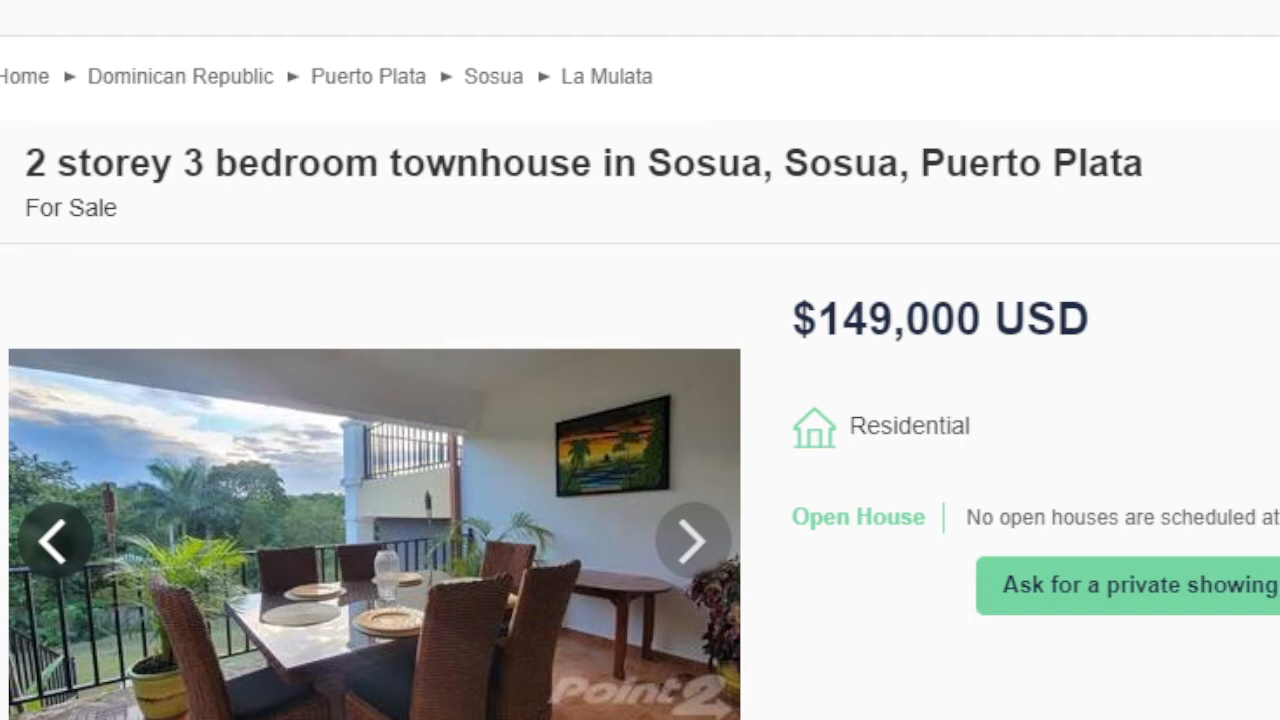 Home ► Dominican Republic ► Puerto Plata ► Sosua ► La Mulata
2 storey 3 bedroom townhouse in Sosua, Sosua, Puerto Plata
For Sale
$149,000 USD
Residential
Open House | No open houses are scheduled at
Ask for a private showing
Point2